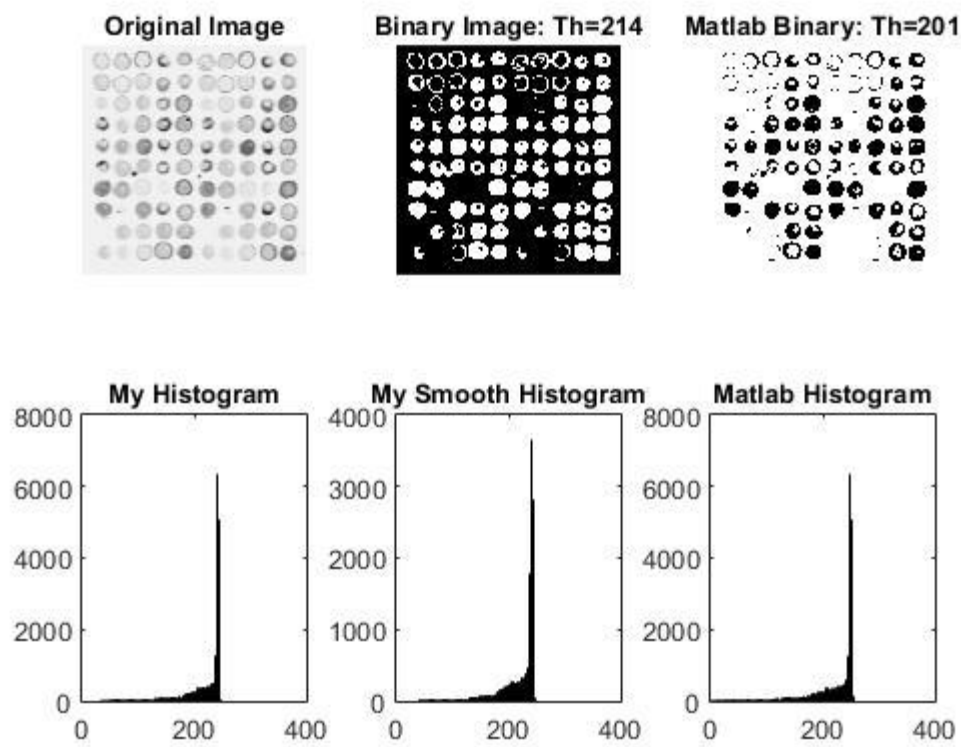 Original Image
Binary Image: Th=214
Matlab Binary: Th=201
My Histogram
8000
6000
4000
2000
0
0 200 400
My Smooth Histogram
4000
3000
2000
1000
0
0 200 400
Matlab Histogram
8000
6000
4000
2000
0
0 200 400